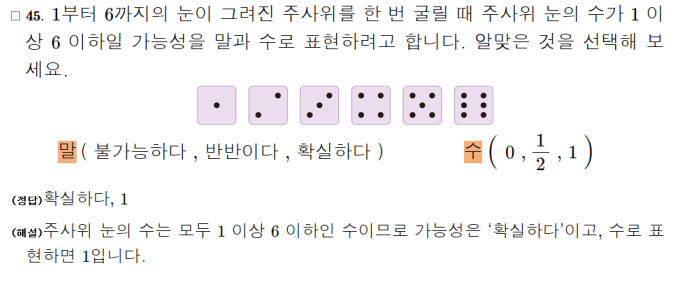 □ 45. 1부터 6까지의 눈이 그려진 주사위를 한 번 굴릴 때 주사위 눈의 수가 1 이
상 6 이하일 가능성을 말과 수로 표현하려고 합니다. 알맞은 것을 선택해 보
세요.
말 ( 불가능하다 , 반반이다 , 확실하다 ) 수 ( 0 , 1/2 , 1 )
(정답)확실하다, 1
(해설)주사위 눈의 수는 모두 1 이상 6 이하인 수이므로 가능성은 ‘확실하다’이고, 수로 표
현하면 1입니다.